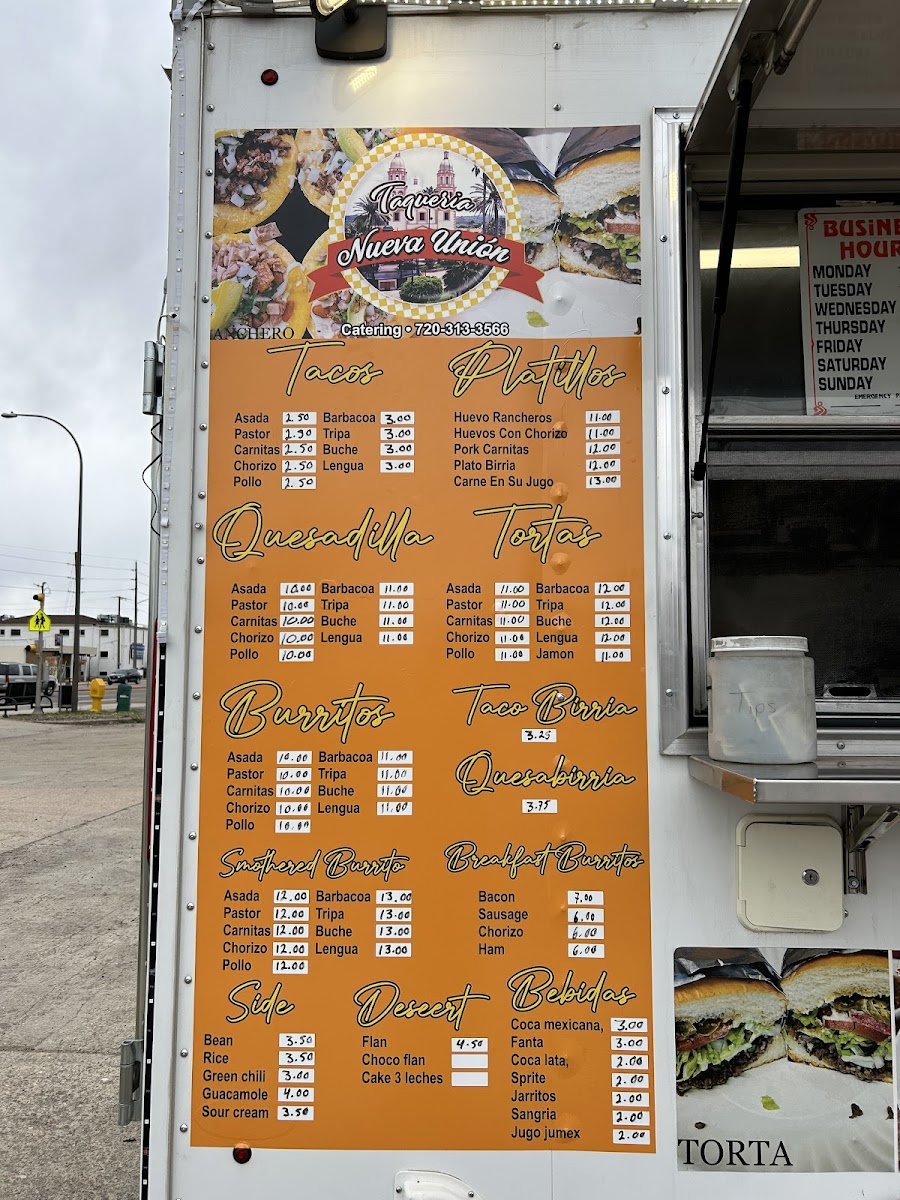 Taqueria
Nueva Unión
ANCHERO
Catering • 720-313-3566
Tacos
Asada 2.50 Barbacoa 3.00
Pastor 2.50 Tripa 3.00
Carnitas 2.50 Buche 3.00
Chorizo 2.50 Lengua 3.00
Pollo 2.50
Platillos
Huevo Rancheros 11.00
Huevos Con Chorizo 11.00
Pork Carnitas 12.00
Plato Birria 12.00
Carne En Su Jugo 13.00
Quesadilla
Asada 10.00 Barbacoa 11.00
Pastor 10.00 Tripa 11.00
Carnitas 10.00 Buche 11.00
Chorizo 10.00 Lengua 11.00
Pollo 10.00
Tortas
Asada 11.00 Barbacoa 12.00
Pastor 11.00 Tripa 12.00
Carnitas 11.00 Buche 12.00
Chorizo 11.00 Lengua 12.00
Pollo 11.00 Jamon 11.00
Burritos
Asada 10.00 Barbacoa 11.00
Pastor 10.00 Tripa 11.00
Carnitas 10.00 Buche 11.00
Chorizo 10.00 Lengua 11.00
Pollo 10.00
Taco Birria
3.25
Quesabirria
3.75
Smothered Burrito
Asada 12.00 Barbacoa 13.00
Pastor 12.00 Tripa 13.00
Carnitas 12.00 Buche 13.00
Chorizo 12.00 Lengua 13.00
Pollo 12.00
Breakfast Burritos
Bacon 7.00
Sausage 6.00
Chorizo 6.00
Ham 6.00
Side
Bean 3.50
Rice 3.50
Green chili 3.00
Guacamole 4.00
Sour cream 3.50
Deseert
Flan 4.50
Choco flan
Cake 3 leches
Bebidas
Coca mexicana, 3.00
Fanta 3.00
Coca lata, 2.00
Sprite 2.00
Jarritos 2.00
Sangria 2.00
Jugo jumex 2.00
BUSINE
HOUR
MONDAY
TUESDAY
WEDNESDAY
THURSDAY
FRIDAY
SATURDAY
SUNDAY
EMERGENCY P
Tips
TORTA